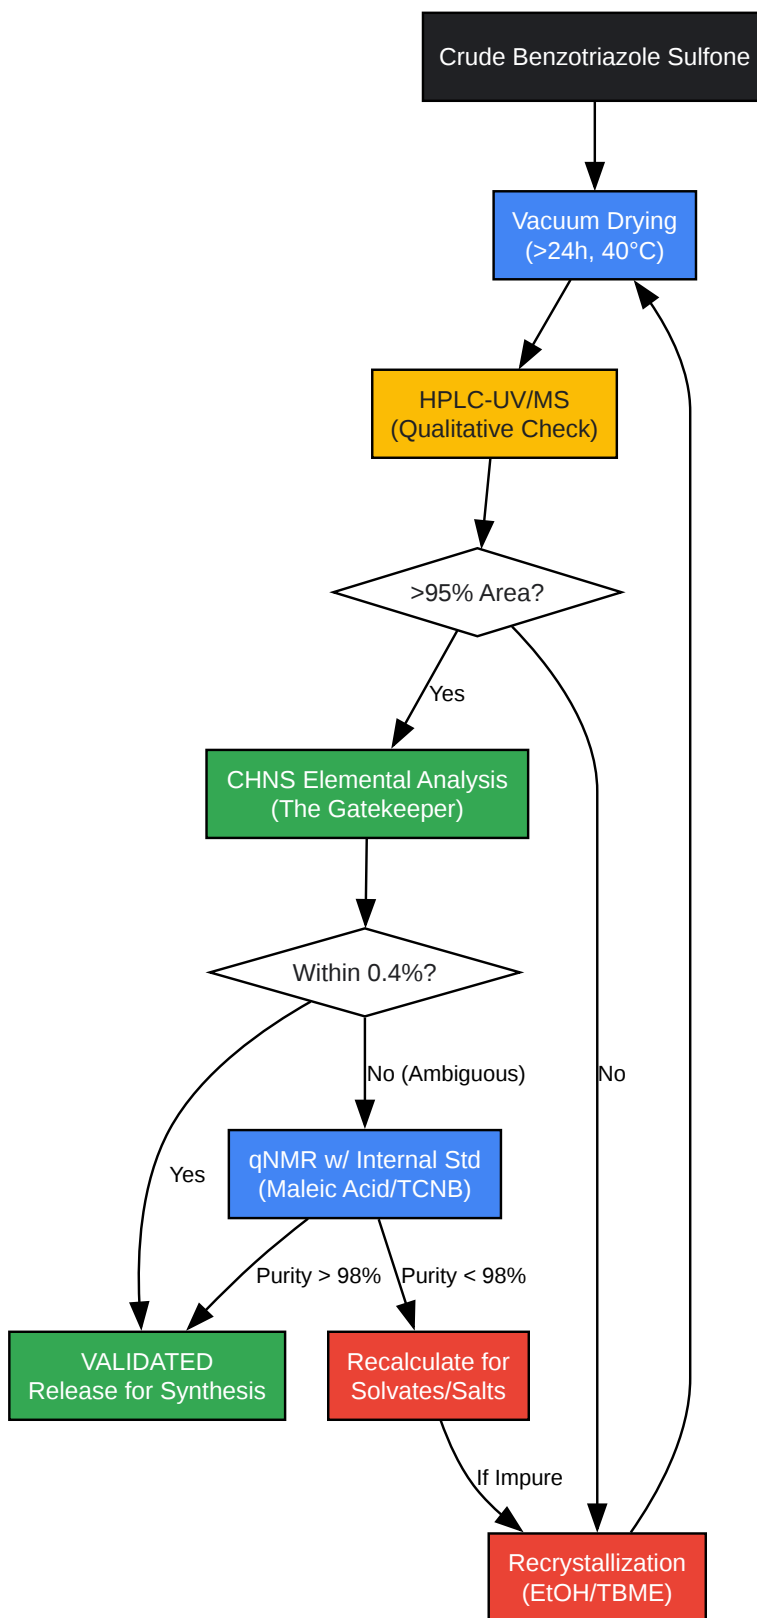 Crude Benzotriazole Sulfone
Vacuum Drying
(>24h, 40°C)
HPLC-UV/MS
(Qualitative Check)
>95% Area?
Yes
CHNS Elemental Analysis
(The Gatekeeper)
Within 0.4%?
No (Ambiguous)
No
qNMR w/ Internal Std
(Maleic Acid/TCNB)
Yes
Purity > 98%
Purity < 98%
VALIDATED
Release for Synthesis
Recalculate for
Solvates/Salts
If Impure
Recrystallization
(EtOH/TBME)